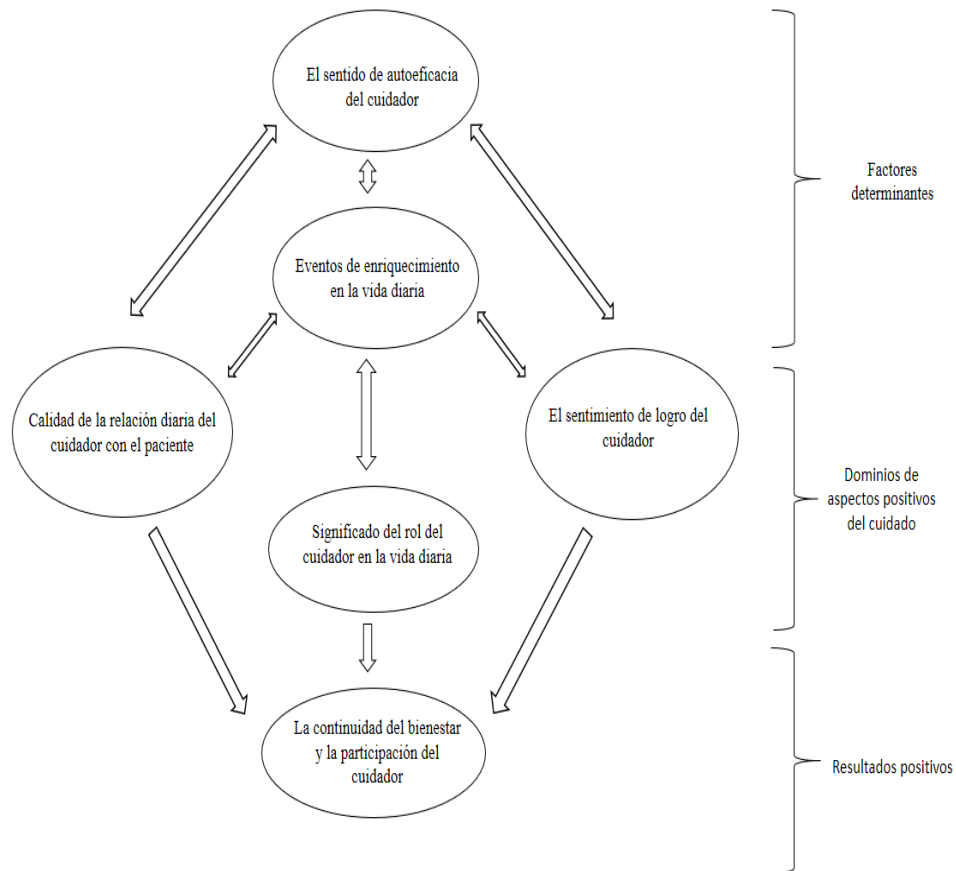 El sentido de autoeficacia
del cuidador
Factores
determinantes
Eventos de enriquecimiento
en la vida diaria
Calidad de la relación diaria del
cuidador con el paciente
El sentimiento de logro del
cuidador
Dominios de
aspectos positivos
del cuidado
Significado del rol del
cuidador en la vida diaria
La continuidad del bienestar
y la participación del
cuidador
Resultados positivos